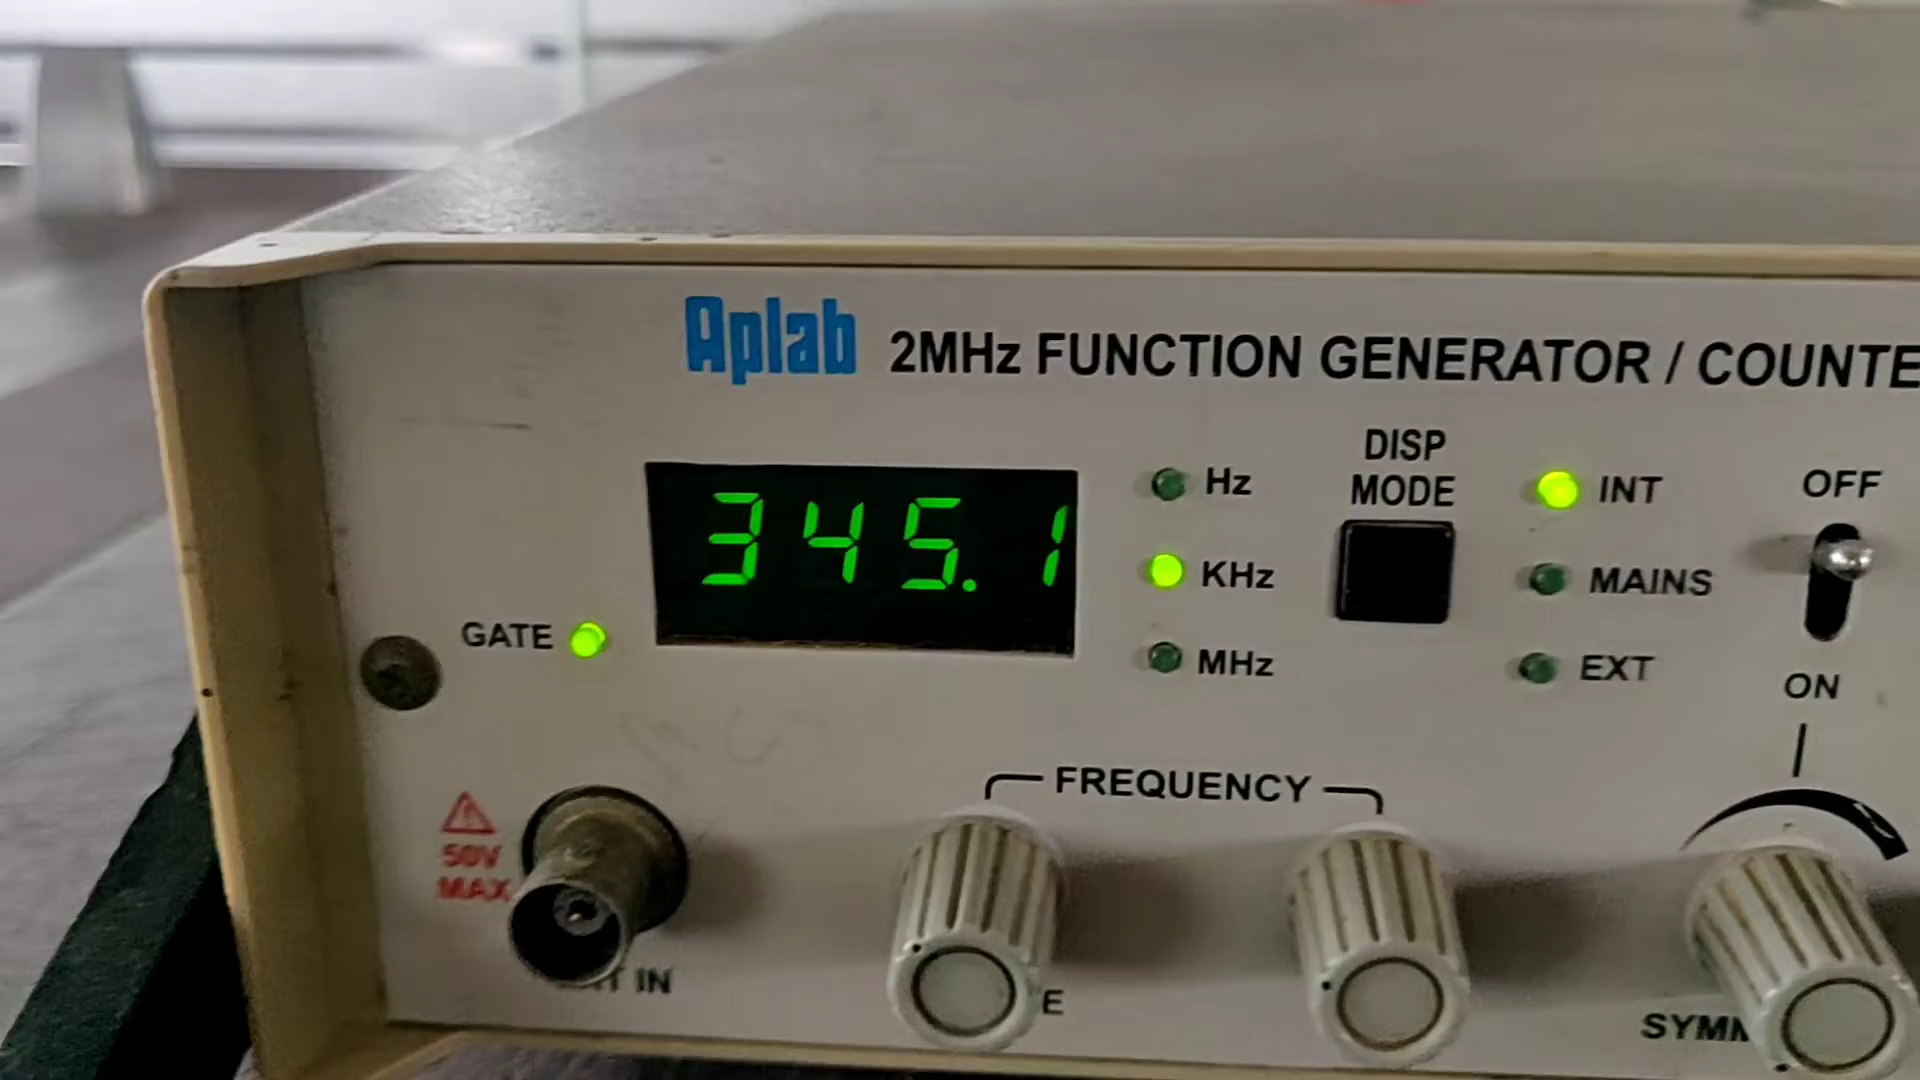 Aplab 2MHz FUNCTION GENERATOR / COUNTE
345.1
Hz
KHz
MHz
DISP
MODE
INT
MAINS
EXT
OFF
ON
GATE
50V
MAX
IN
FREQUENCY